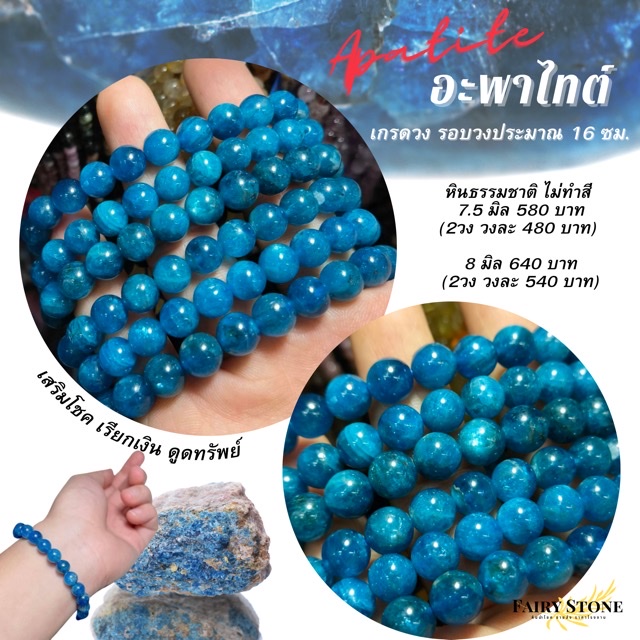 Apatite
อะพาไทต์
เกรดวง รอบวงประมาณ 16 ซม.
หินธรรมชาติ ไม่ทำสี
7.5 มิล 580 บาท
(2วง วงละ 480 บาท)
8 มิล 640 บาท
(2วง วงละ 540 บาท)
เสริมโชค เรียกเงิน ดูดทรัพย์
FAIRY STONE